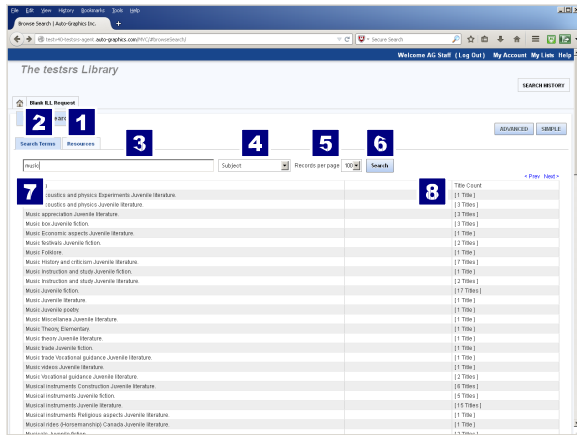 File Edit View History Bookmarks Tools Help
Browse Search | Auto-Graphics Inc.
auto-graphics.com/MVC/#BrowseSearch()
Secure Search
Welcome AG Staff ( Log Out ) My Account My Lists Help
The testsrs Library
SEARCH HISTORY
Blank ILL Request
2 1
ADVANCED SIMPLE
Search Terms Resources
3 4 5 6
music Subject Records per page 100 Search
< Prev Next >
7 8
Title Count
coustics and physics Experiments Juvenile literature. [1 Title ]
coustics and physics Juvenile literature. [3 Titles ]
Music appreciation Juvenile literature. [3 Titles ]
Music box Juvenile fiction. [3 Titles ]
Music Economic aspects Juvenile literature. [1 Title ]
Music festivals Juvenile fiction. [2 Titles ]
Music Folklore. [1 Title ]
Music History and criticism Juvenile literature. [7 Titles ]
Music Instruction and study Juvenile fiction. [1 Title ]
Music Instruction and study Juvenile literature. [2 Titles ]
Music Juvenile fiction. [17 Titles ]
Music Juvenile literature. [1 Title ]
Music Juvenile poetry. [1 Title ]
Music Miscellanea Juvenile literature. [1 Title ]
Music Theory, Elementary. [1 Title ]
Music theory Juvenile literature. [1 Title ]
Music trade Juvenile fiction. [1 Title ]
Music trade Vocational guidance Juvenile literature. [1 Title ]
Music videos Juvenile literature. [1 Title ]
Music Vocational guidance Juvenile literature. [2 Titles ]
Musical instruments Construction Juvenile literature. [6 Titles ]
Musical instruments Juvenile fiction. [5 Titles ]
Musical instruments Juvenile literature. [15 Titles ]
Musical instruments Religious aspects Juvenile literature. [1 Title ]
Musical rides (Horsemanship) Canada Juvenile literature. [1 Title ]